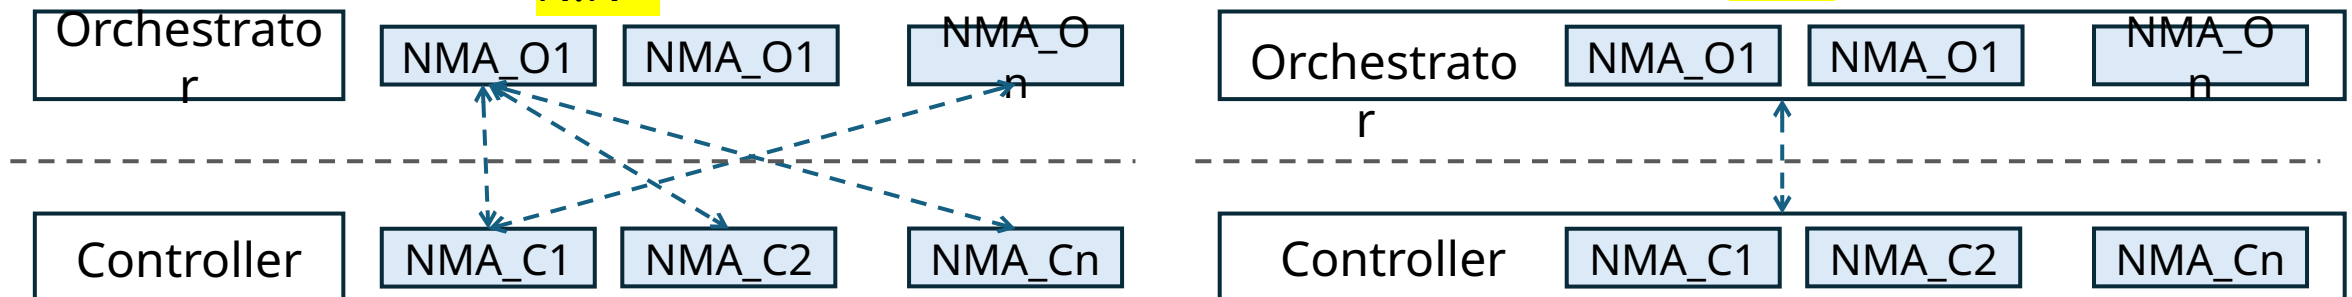 Orchestrato
r
NMA_O1
NMA_O1
NMA_O
n
Controller
NMA_C1
NMA_C2
NMA_Cn
Orchestrato
r
NMA_O1
NMA_O1
NMA_O
n
Controller
NMA_C1
NMA_C2
NMA_Cn